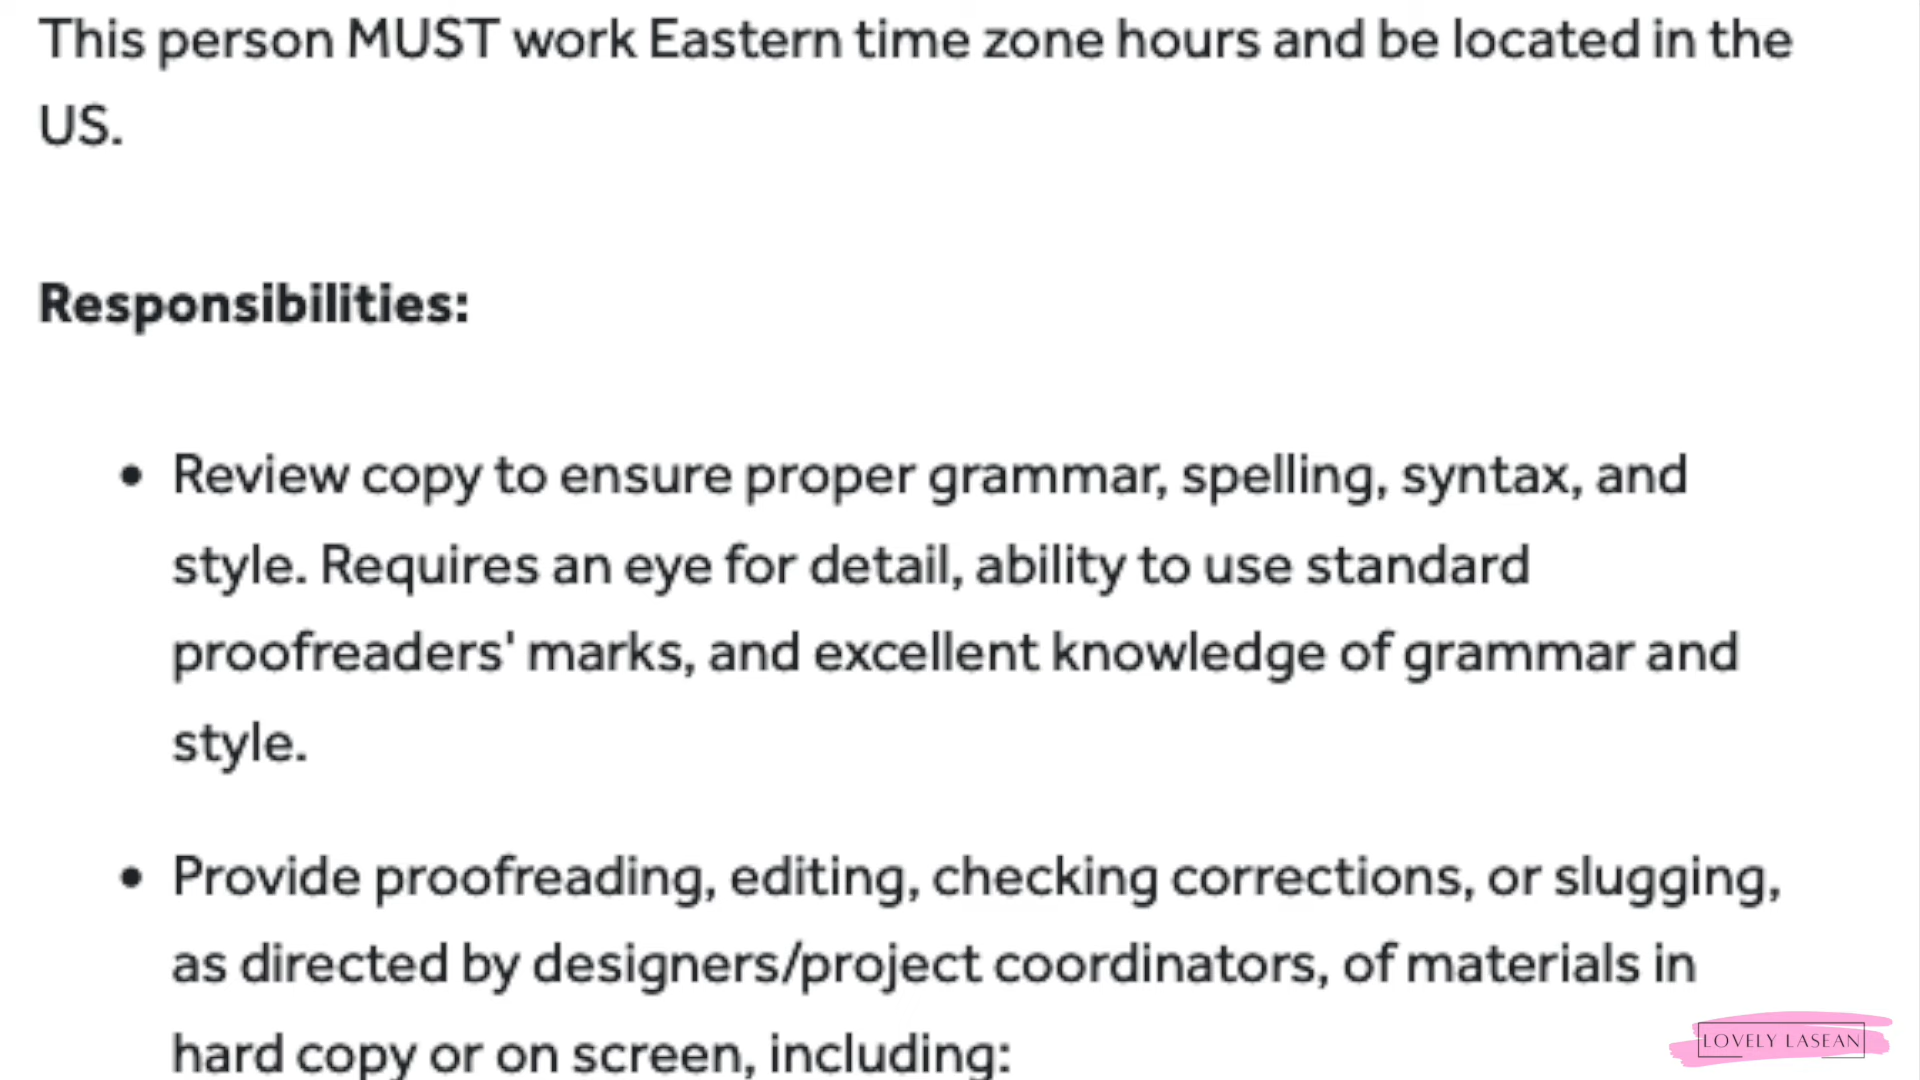 This person MUST work Eastern time zone hours and be located in the
US.
Responsibilities:
• Review copy to ensure proper grammar, spelling, syntax, and
style. Requires an eye for detail, ability to use standard
proofreaders' marks, and excellent knowledge of grammar and
style.
• Provide proofreading, editing, checking corrections, or slugging,
as directed by designers/project coordinators, of materials in
hard copy or on screen, including:
LOVELY LASEAN